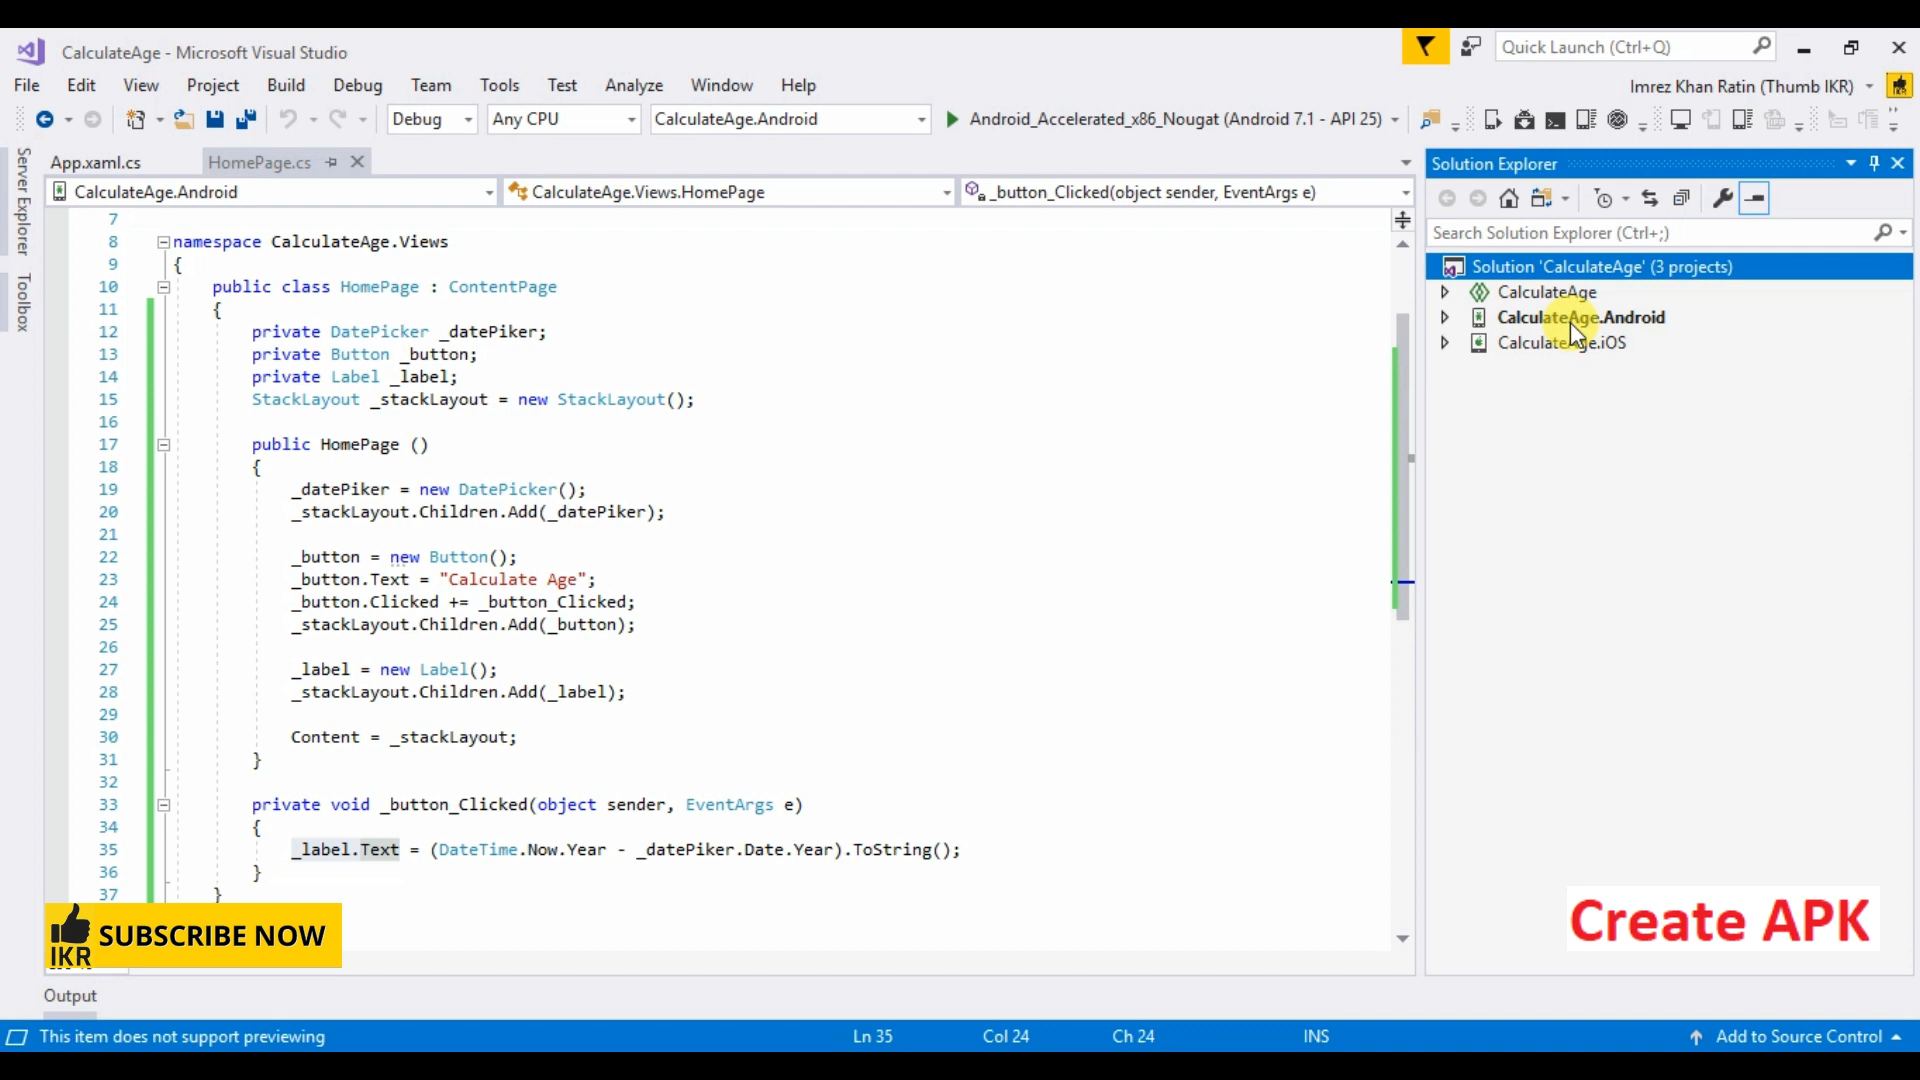 CalculateAge - Microsoft Visual Studio
Quick Launch (Ctrl+Q)
File Edit View Project Build Debug Team Tools Test Analyze Window Help
Imrez Khan Ratin (Thumb IKR)
Debug Any CPU CalculateAge.Android Android_Accelerated_x86_Nougat (Android 7.1 - API 25)
Server Explorer
Toolbox
App.xaml.cs HomePage.cs
CalculateAge.Android CalculateAge.Views.HomePage _button_Clicked(object sender, EventArgs e)
7
8 namespace CalculateAge.Views
9 {
10 public class HomePage : ContentPage
11 {
12 private DatePicker _datePiker;
13 private Button _button;
14 private Label _label;
15 StackLayout _stackLayout = new StackLayout();
16
17 public HomePage ()
18 {
19 _datePiker = new DatePicker();
20 _stackLayout.Children.Add(_datePiker);
21
22 _button = new Button();
23 _button.Text = "Calculate Age";
24 _button.Clicked += _button_Clicked;
25 _stackLayout.Children.Add(_button);
26
27 _label = new Label();
28 _stackLayout.Children.Add(_label);
29
30 Content = _stackLayout;
31 }
32
33 private void _button_Clicked(object sender, EventArgs e)
34 {
35 _label.Text = (DateTime.Now.Year - _datePiker.Date.Year).ToString();
36 }
37 }
Solution Explorer
Search Solution Explorer (Ctrl+;)
Solution 'CalculateAge' (3 projects)
CalculateAge
CalculateAge.Android
CalculateAge.iOS
IKR SUBSCRIBE NOW
Create APK
Output
This item does not support previewing Ln 35 Col 24 Ch 24 INS Add to Source Control